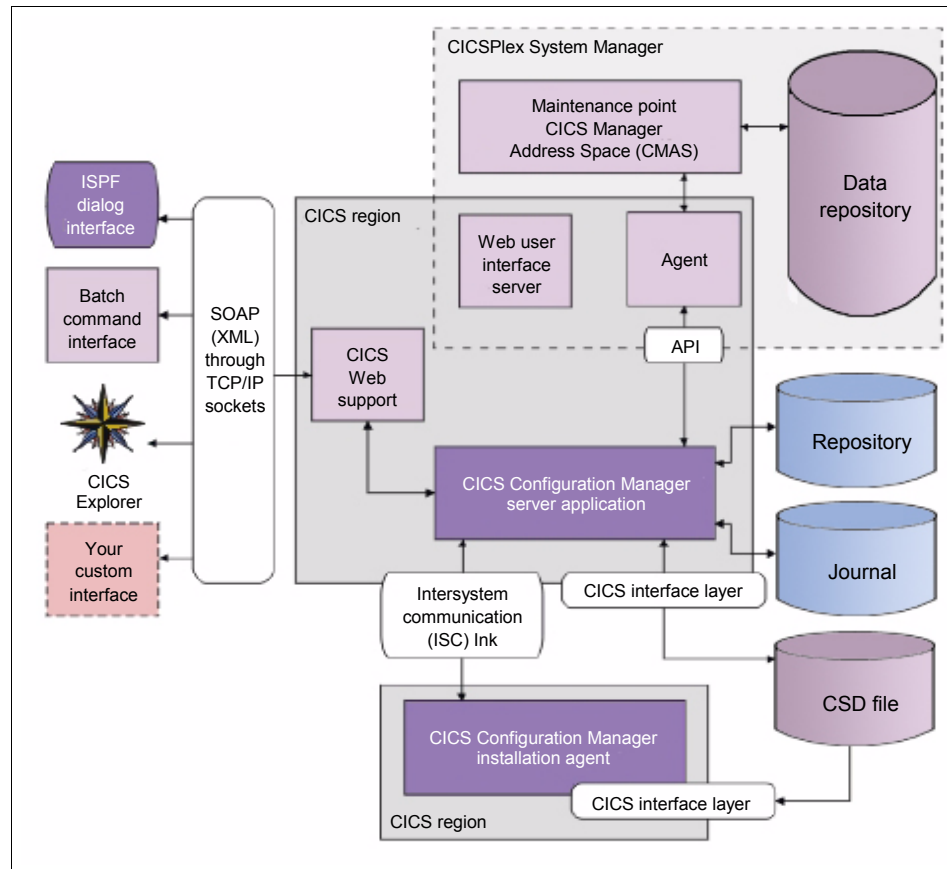 CICSPlex System Manager
Maintenance point
CICS Manager
Address Space (CMAS)
Data
repository
ISPF
dialog
interface
CICS region
Web user
interface
server
Agent
Batch
command
interface
SOAP
(XML)
through
TCP/IP
sockets
API
CICS
Web
support
CICS
Explorer
Repository
CICS Configuration Manager
server application
Your
custom
interface
Journal
Intersystem
communication
(ISC) lnk
CICS interface layer
CSD file
CICS Configuration Manager
installation agent
CICS interface layer
CICS region